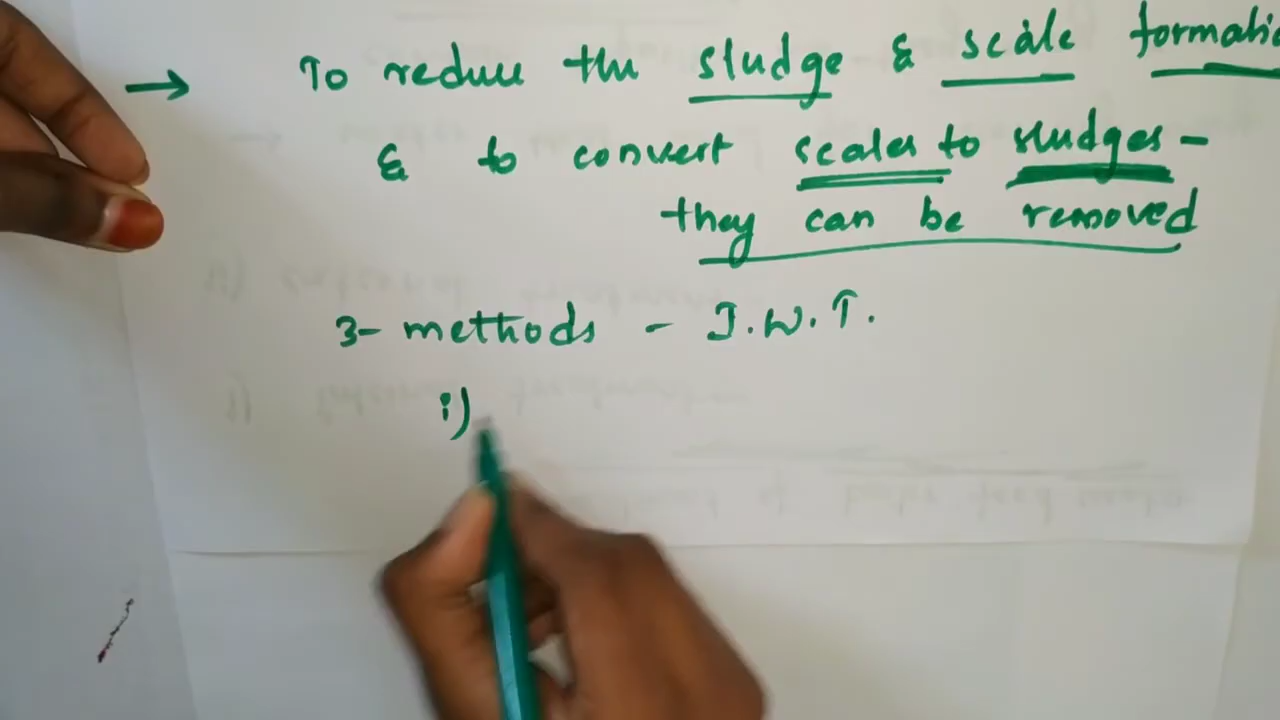 → To reduce the sludge & scale formatio
& to convert scales to sludges -
they can be removed
3- methods - I.W.T.
i)